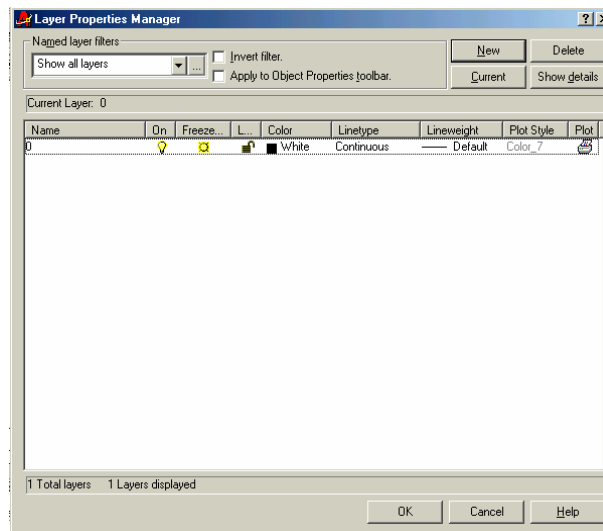 Layer Properties Manager
Named layer filters
Show all layers
...
Invert filter.
Apply to Object Properties toolbar.
New
Delete
Current
Show details
Current Layer: 0
Name On Freeze... L... Color Linetype Lineweight Plot Style Plot
0 White Continuous Default Color_7
1 Total layers 1 Layers displayed
OK Cancel Help